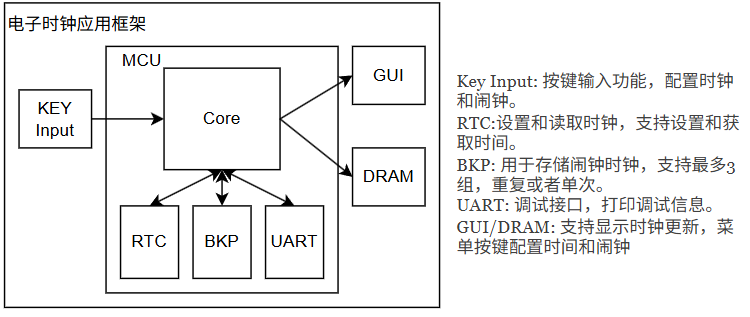 电子时钟应用框架
MCU
KEY
Input
Core
GUI
DRAM
RTC
BKP
UART
Key Input: 按键输入功能，配置时钟
和闹钟。
RTC:设置和读取时钟，支持设置和获
取时间。
BKP: 用于存储闹钟时钟，支持最多3
组，重复或者单次。
UART: 调试接口，打印调试信息。
GUI/DRAM: 支持显示时钟更新，菜
单按键配置时间和闹钟